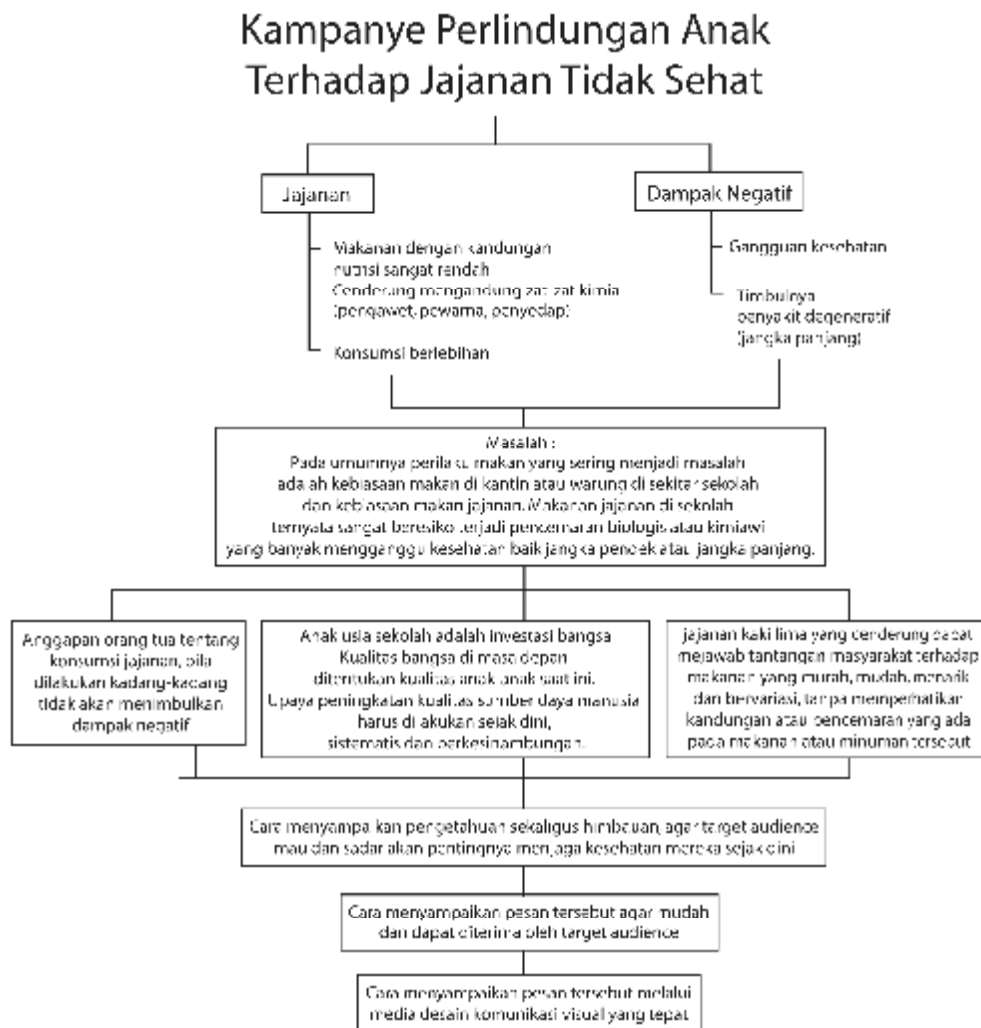 Kampanye Perlindungan Anak
Terhadap Jajanan Tidak Sehat
Jajanan
Makanan dengan kandungan
nutrisi sangat rendah
Cenderung mengandung zat-zat kimia
(pengawet, pewarna, penyedap)
Konsumsi berlebihan
Dampak Negatif
Gangguan kesehatan
Timbulnya
penyakit degeneratif
(jangka panjang)
Masalah :
Pada umumnya perilaku makan yang sering menjadi masalah
adalah kebiasaan makan di kantin atau warung di sekitar sekolah
dan kebiasaan makan jajanan. Makanan jajanan di sekolah
ternyata sangat beresiko terjadi pencemaran biologis atau kimiawi
yang banyak mengganggu kesehatan baik jangka pendek atau jangka panjang.
Anggapan orang tua tentang
konsumsi jajanan, bila
dilakukan kadang-kadang
tidak akan menimbulkan
dampak negatif
Anak usia sekolah adalah investasi bangsa
Kualitas bangsa di masa depan
ditentukan kualitas anak-anak saat ini.
Upaya peningkatan kualitas sumber daya manusia
harus di akukan sejak dini,
sistematis dan berkesinambungan.
jajanan kaki lima yang cenderung dapat
mejawab tantangan masyarakat terhadap
makanan yang murah, mudah, menarik
dan bervariasi, tanpa memperhatikan
kandungan atau pencemaran yang ada
pada makanan atau minuman tersebut
Cara menyampaikan pengetahuan sekaligus himbauan, agar target audience
mau dan sadar akan pentingnya menjaga kesehatan mereka sejak dini
Cara menyampaikan pesan tersebut agar mudah
dan dapat diterima oleh target audience
Cara menyampaikan pesan tersebut melalui
media desain komunikasi visual yang tepat